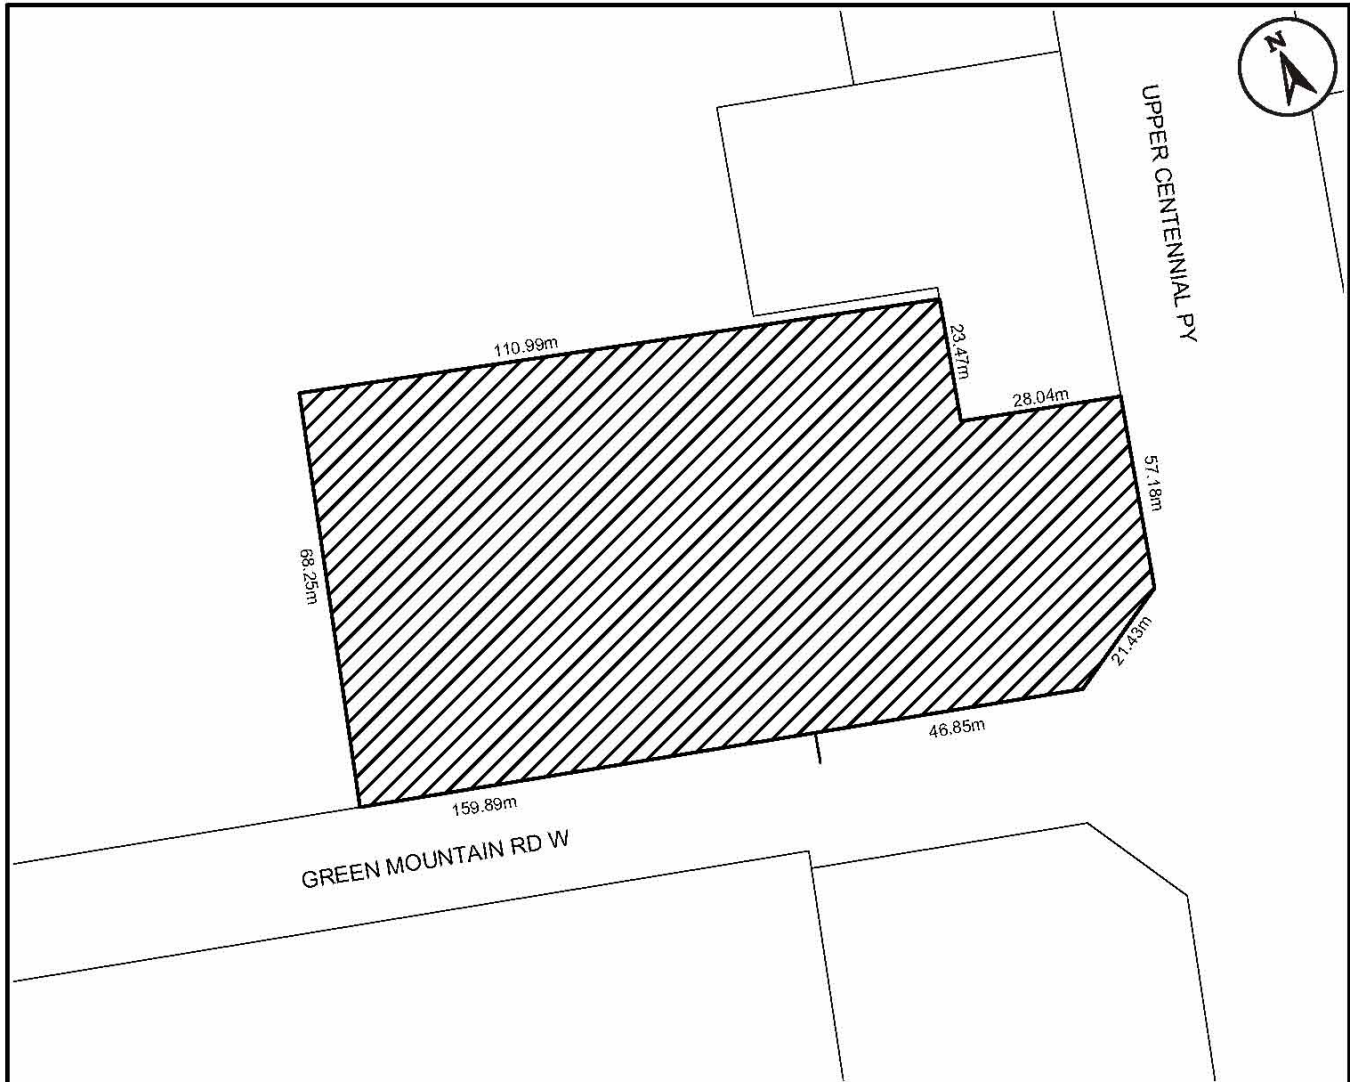 N
UPPER CENTENNIAL PY
110.99m
23.47m
28.04m
57.18m
68.25m
21.43m
46.85m
159.89m
GREEN MOUNTAIN RD W